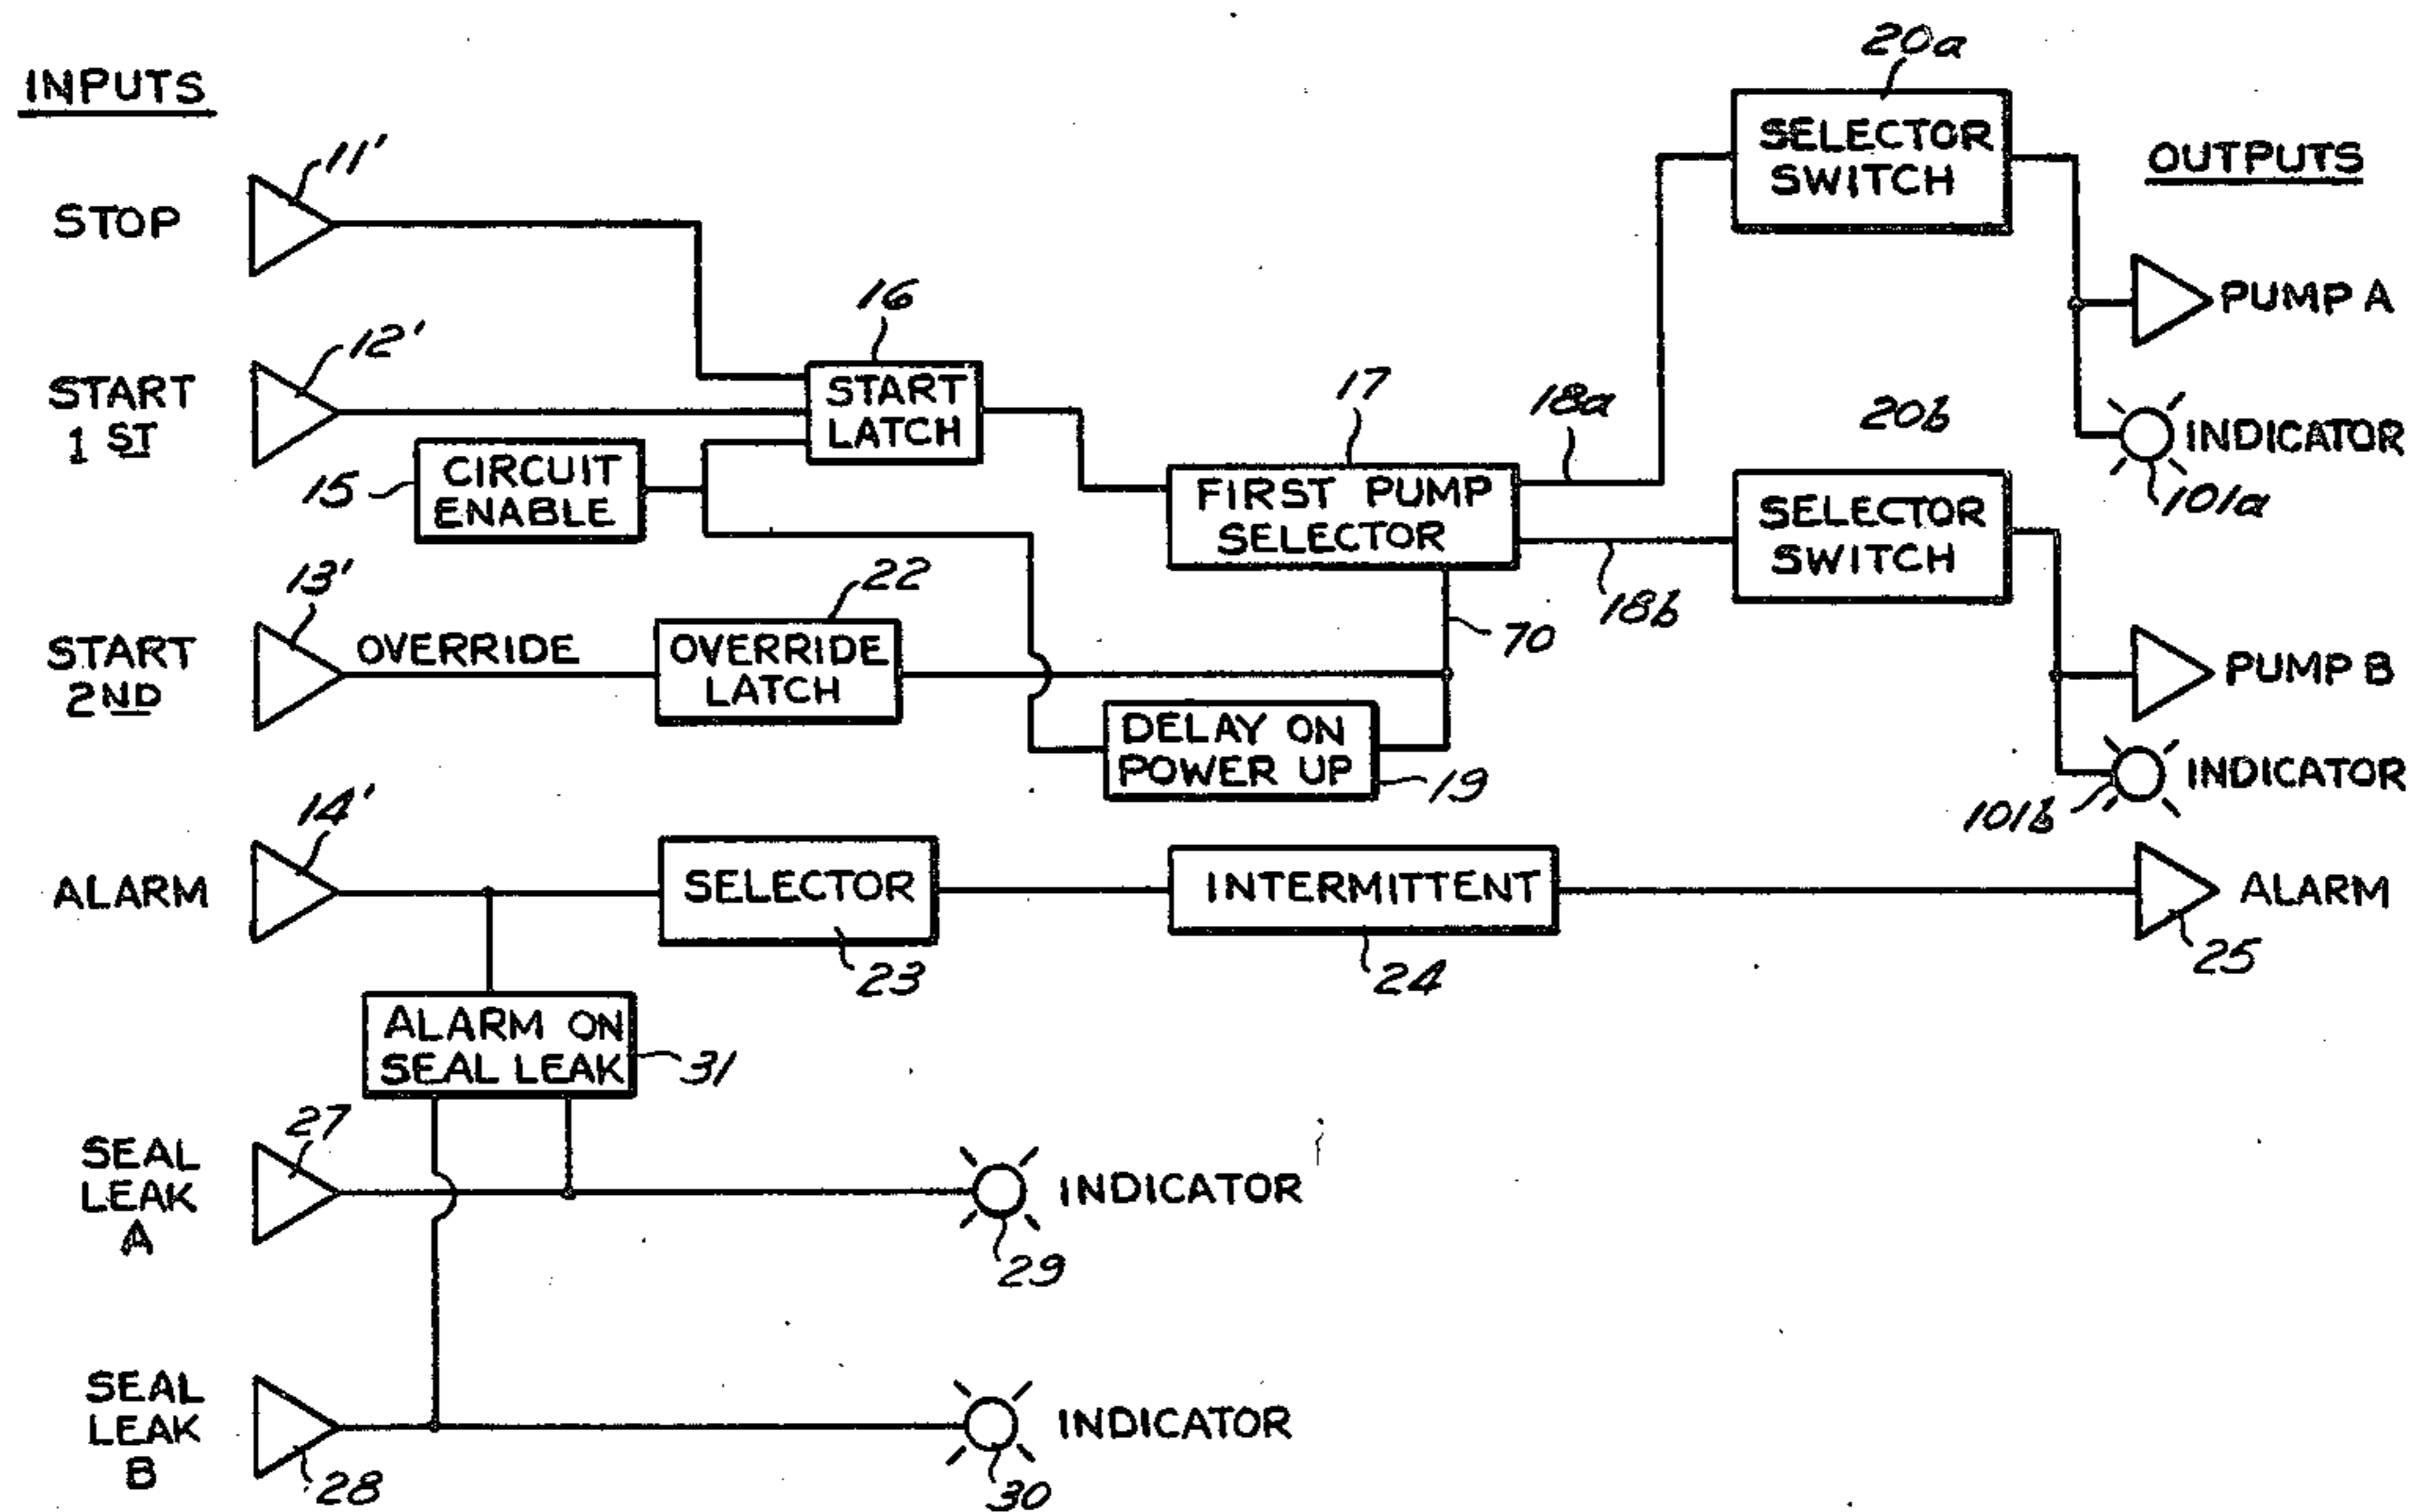 INPUTS
OUTPUTS
STOP
11'
START
1 ST
12'
15
CIRCUIT
ENABLE
16
START
LATCH
17
FIRST PUMP
SELECTOR
18a
18b
70
20a
SELECTOR
SWITCH
20b
SELECTOR
SWITCH
PUMP A
INDICATOR
101a
START
2ND
13'
OVERRIDE
22
OVERRIDE
LATCH
DELAY ON
POWER UP
19
PUMP B
INDICATOR
101b
ALARM
14'
SELECTOR
23
INTERMITTENT
24
ALARM
25
ALARM ON
SEAL LEAK
31
SEAL
LEAK
A
27
INDICATOR
29
SEAL
LEAK
B
28
INDICATOR
30